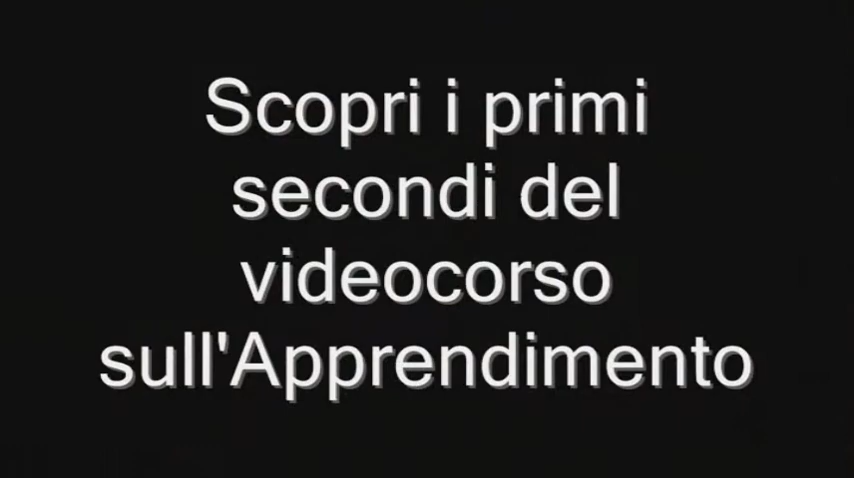 Scopri i primi
secondi del
videocorso
sull'Apprendimento